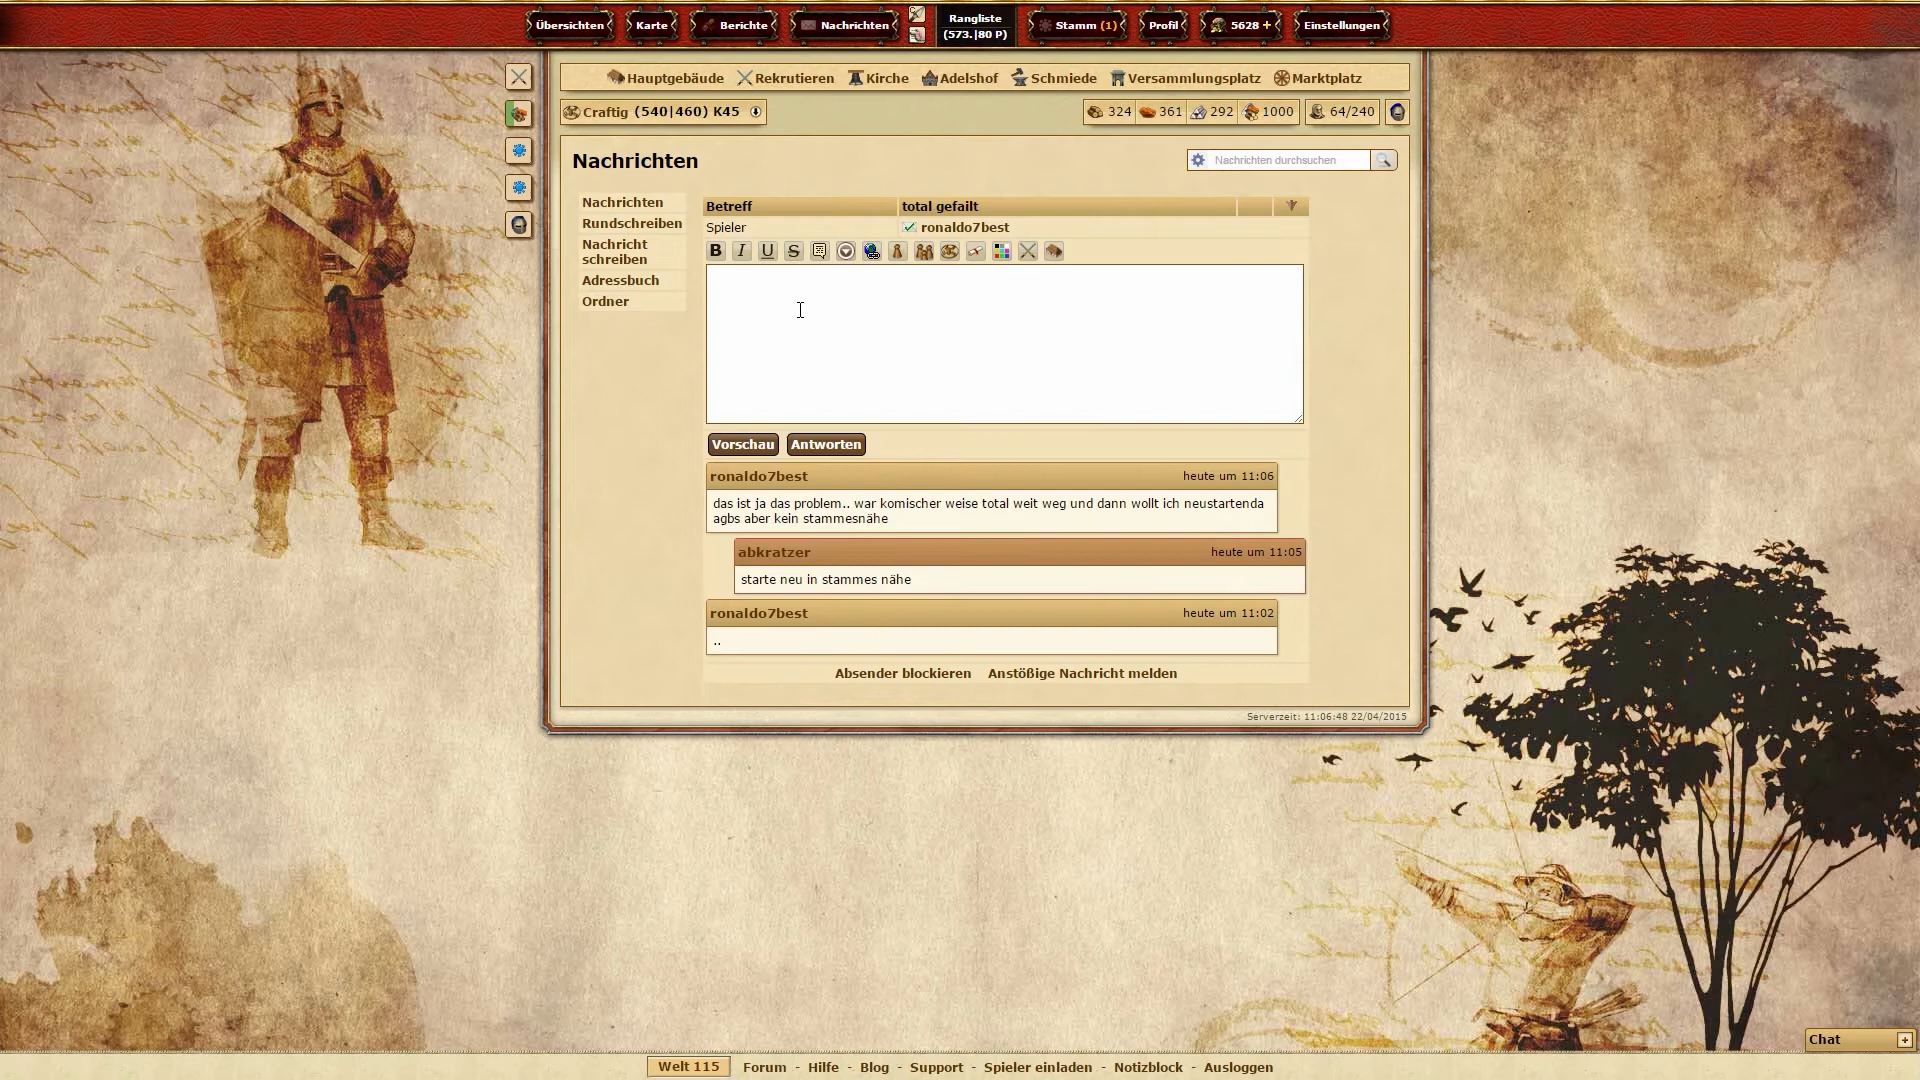 Übersichten
Karte
Berichte
Nachrichten
Rangliste
(573.|80 P)
Stamm (1)
Profil
5628 +
Einstellungen
Hauptgebäude
Rekrutieren
Kirche
Adelshof
Schmiede
Versammlungsplatz
Marktplatz
Craftig (540|460) K45
324
361
292
1000
64/240
Nachrichten
Nachrichten durchsuchen
Nachrichten
Rundschreiben
Nachricht
schreiben
Adressbuch
Ordner
Betreff
total gefailt
Spieler
ronaldo7best
B I U S
Vorschau
Antworten
ronaldo7best
heute um 11:06
das ist ja das problem.. war komischer weise total weit weg und dann wollt ich neustartenda
agbs aber kein stammesnähe
abkratzer
heute um 11:05
starte neu in stammes nähe
ronaldo7best
heute um 11:02
..
Absender blockieren
Anstößige Nachricht melden
Serverzeit: 11:06:48 22/04/2015
Chat
+
Welt 115
Forum - Hilfe - Blog - Support - Spieler einladen - Notizblock - Ausloggen